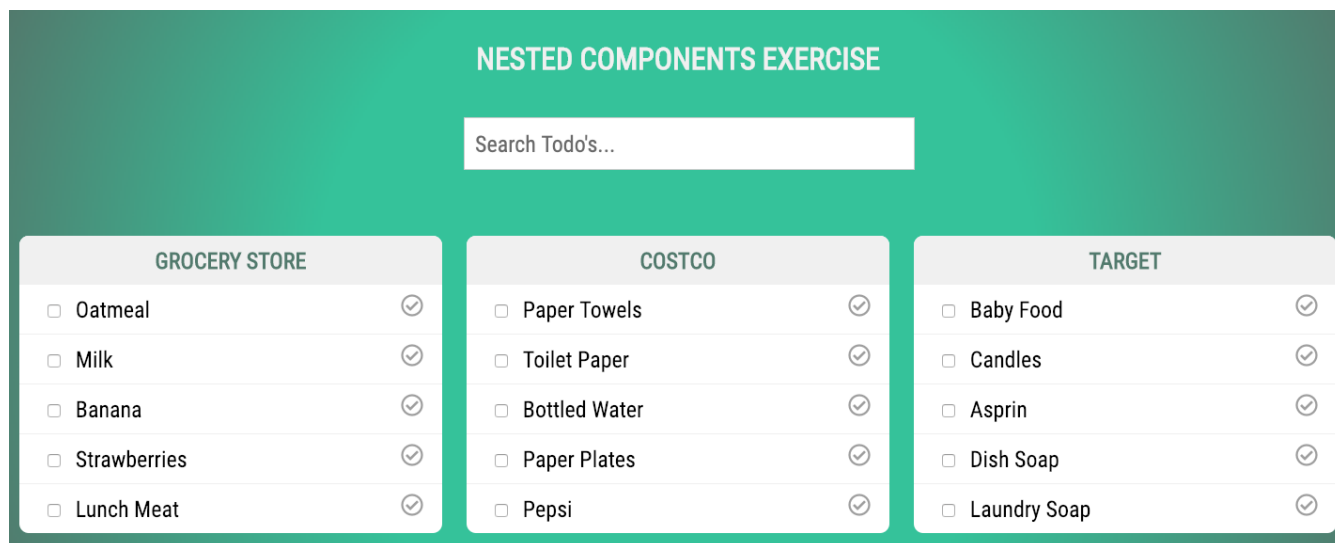 NESTED COMPONENTS EXERCISE
Search Todo's...
GROCERY STORE
Oatmeal
Milk
Banana
Strawberries
Lunch Meat
COSTCO
Paper Towels
Toilet Paper
Bottled Water
Paper Plates
Pepsi
TARGET
Baby Food
Candles
Asprin
Dish Soap
Laundry Soap